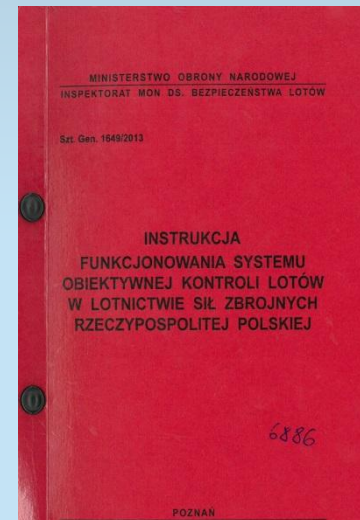 MINISTERSTWO OBRONY NARODOWEJ
INSPEKTORAT MON DS. BEZPIECZEŃSTWA LOTÓW
Szt. Gen. 1649/2013
INSTRUKCJA
FUNKCJONOWANIA SYSTEMU
OBIEKTYWNEJ KONTROLI LOTÓW
W LOTNICTWIE SIŁ ZBROJNYCH
RZECZYPOSPOLITEJ POLSKIEJ
6886
POZNAŃ